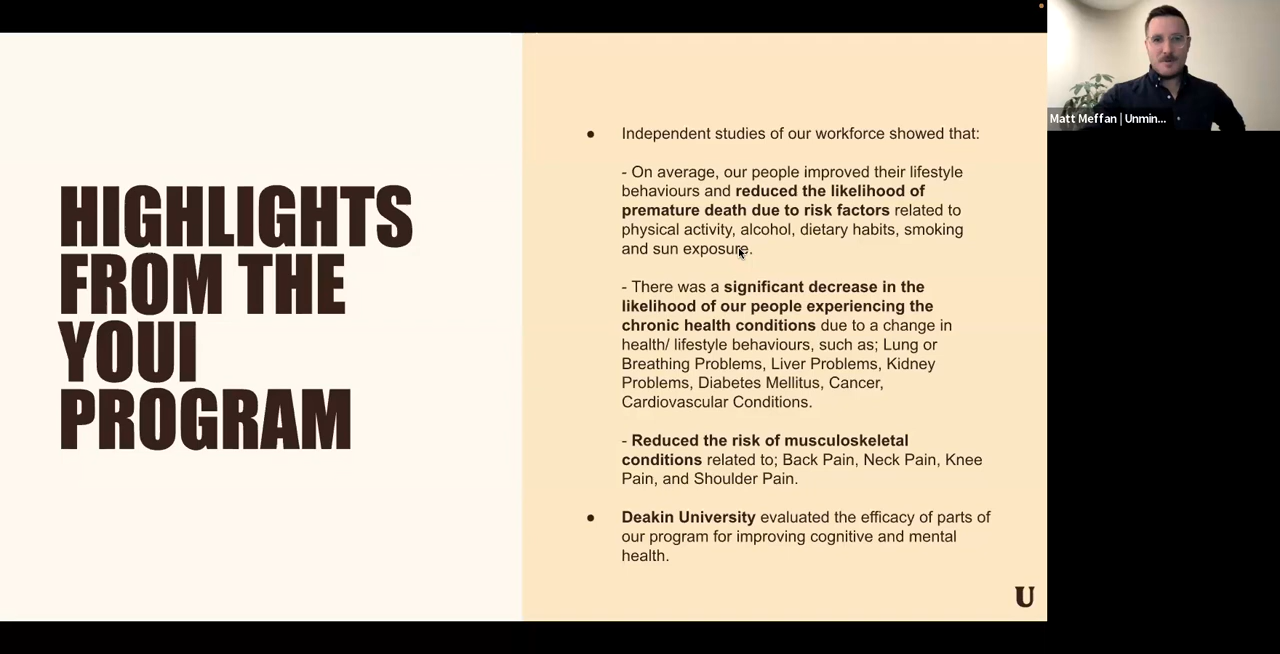 HIGHLIGHTS
FROM THE
YOUI
PROGRAM
● Independent studies of our workforce showed that:
- On average, our people improved their lifestyle
behaviours and reduced the likelihood of
premature death due to risk factors related to
physical activity, alcohol, dietary habits, smoking
and sun exposure.
- There was a significant decrease in the
likelihood of our people experiencing the
chronic health conditions due to a change in
health/ lifestyle behaviours, such as; Lung or
Breathing Problems, Liver Problems, Kidney
Problems, Diabetes Mellitus, Cancer,
Cardiovascular Conditions.
- Reduced the risk of musculoskeletal
conditions related to; Back Pain, Neck Pain, Knee
Pain, and Shoulder Pain.
● Deakin University evaluated the efficacy of parts of
our program for improving cognitive and mental
health.
U
Matt Meffan | Unmin...